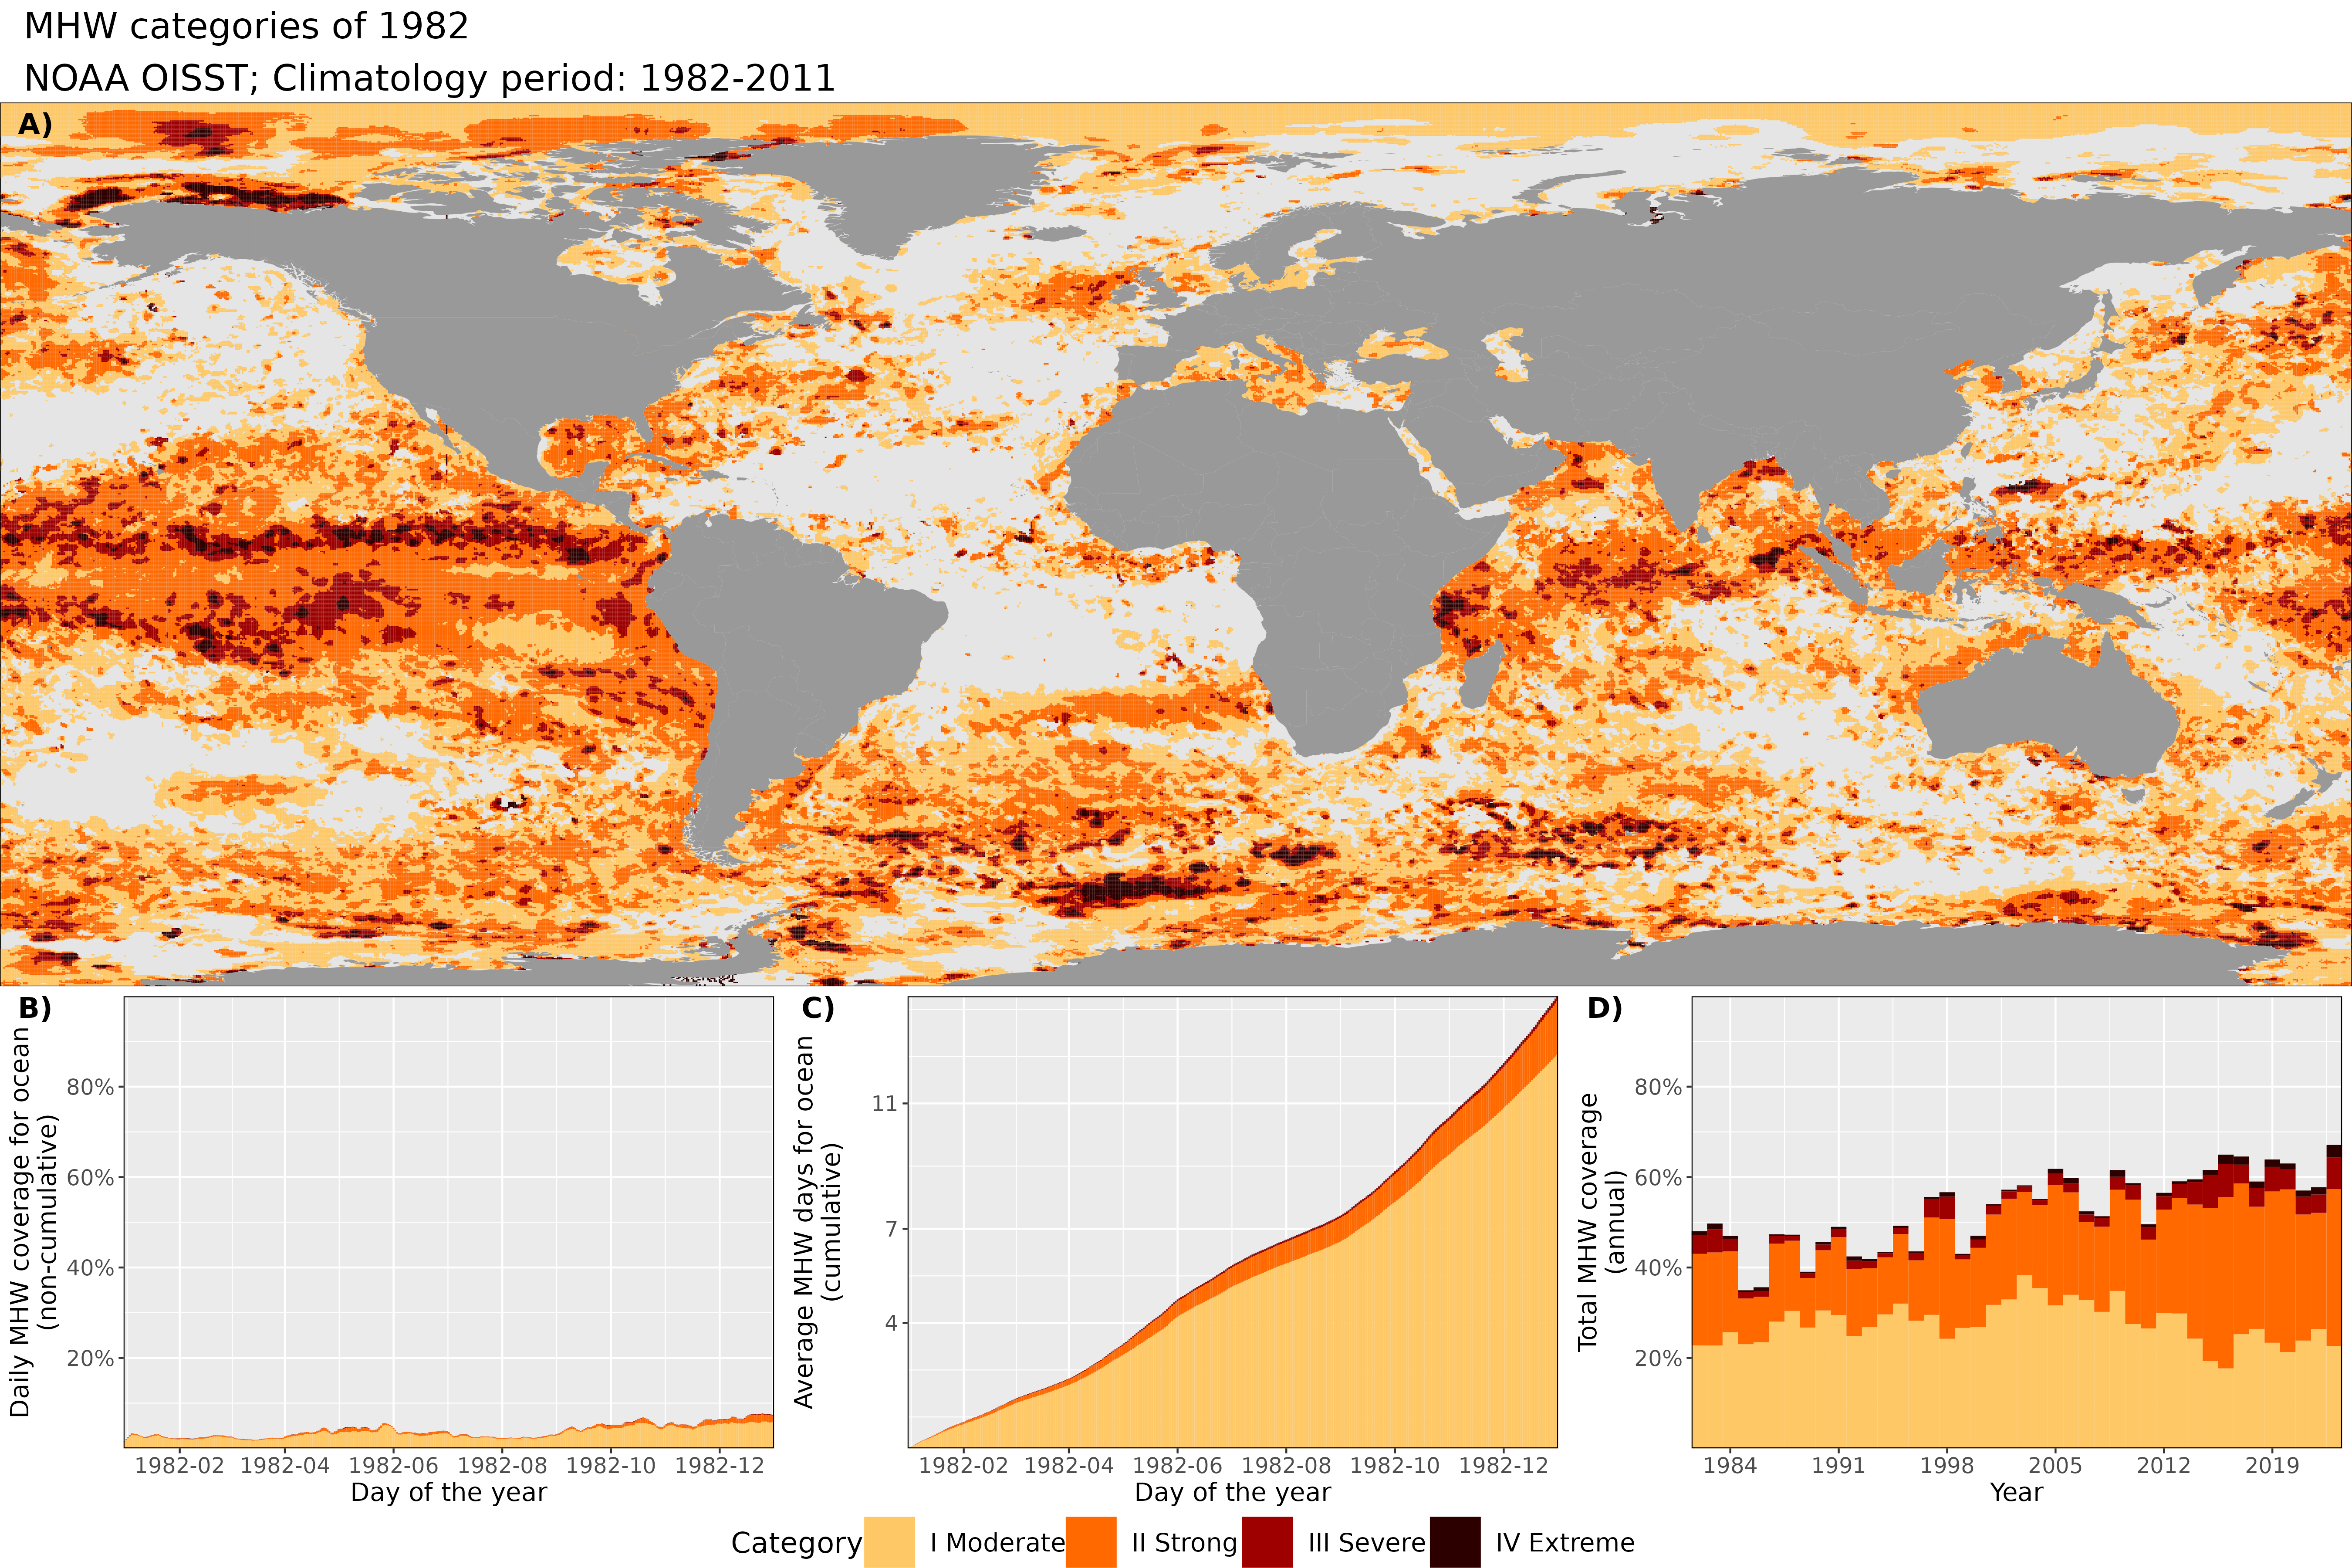 MHW categories of 1982
NOAA OISST; Climatology period: 1982-2011
A)
B)
Daily MHW coverage for ocean
(non-cumulative)
80%
60%
40%
20%
1982-02 1982-04 1982-06 1982-08 1982-10 1982-12
Day of the year
C)
Average MHW days for ocean
(cumulative)
11
7
4
1982-02 1982-04 1982-06 1982-08 1982-10 1982-12
Day of the year
D)
Total MHW coverage
(annual)
80%
60%
40%
20%
1984 1991 1998 2005 2012 2019
Year
Category I Moderate II Strong III Severe IV Extreme